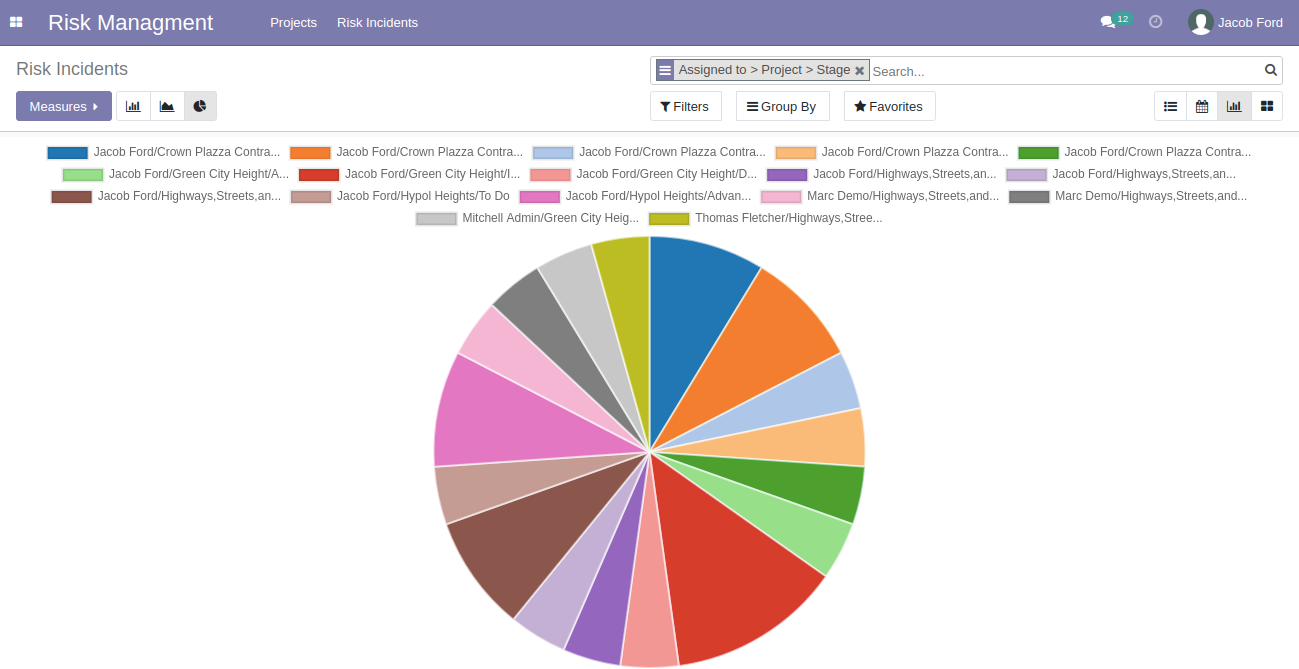 Risk Managment Projects Risk Incidents 12 Jacob Ford
Risk Incidents
Assigned to > Project > Stage Search...
Measures Filters Group By Favorites
Jacob Ford/Crown Plazza Contra... Jacob Ford/Crown Plazza Contra... Jacob Ford/Crown Plazza Contra... Jacob Ford/Crown Plazza Contra... Jacob Ford/Crown Plazza Contra...
Jacob Ford/Green City Height/A... Jacob Ford/Green City Height/I... Jacob Ford/Green City Height/D... Jacob Ford/Highways,Streets,an... Jacob Ford/Highways,Streets,an...
Jacob Ford/Highways,Streets,an... Jacob Ford/Hypol Heights/To Do Jacob Ford/Hypol Heights/Advan... Marc Demo/Highways,Streets,and... Marc Demo/Highways,Streets,and...
Mitchell Admin/Green City Heig... Thomas Fletcher/Highways,Stree...